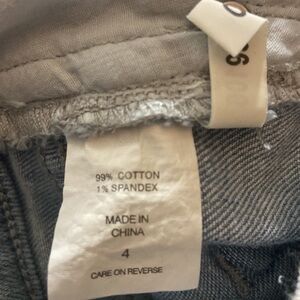 99% COTTON
1% SPANDEX
MADE IN
CHINA
4
CARE ON REVERSE